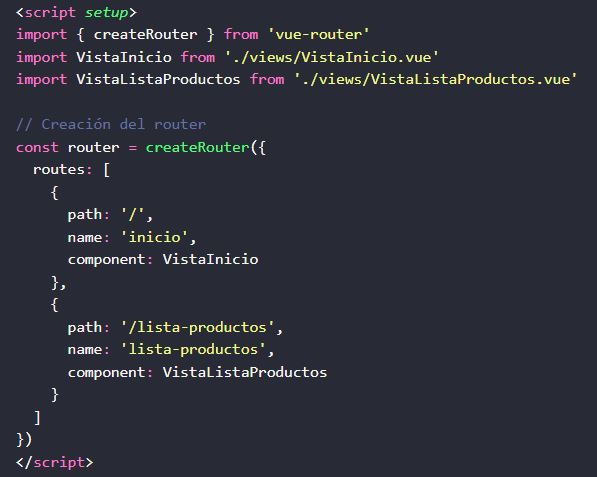 <script setup>
import { createRouter } from 'vue-router'
import VistaInicio from './views/VistaInicio.vue'
import VistaListaProductos from './views/VistaListaProductos.vue'

// Creación del router
const router = createRouter({
  routes: [
    {
      path: '/',
      name: 'inicio',
      component: VistaInicio
    },
    {
      path: '/lista-productos',
      name: 'lista-productos',
      component: VistaListaProductos
    }
  ]
})
</script>